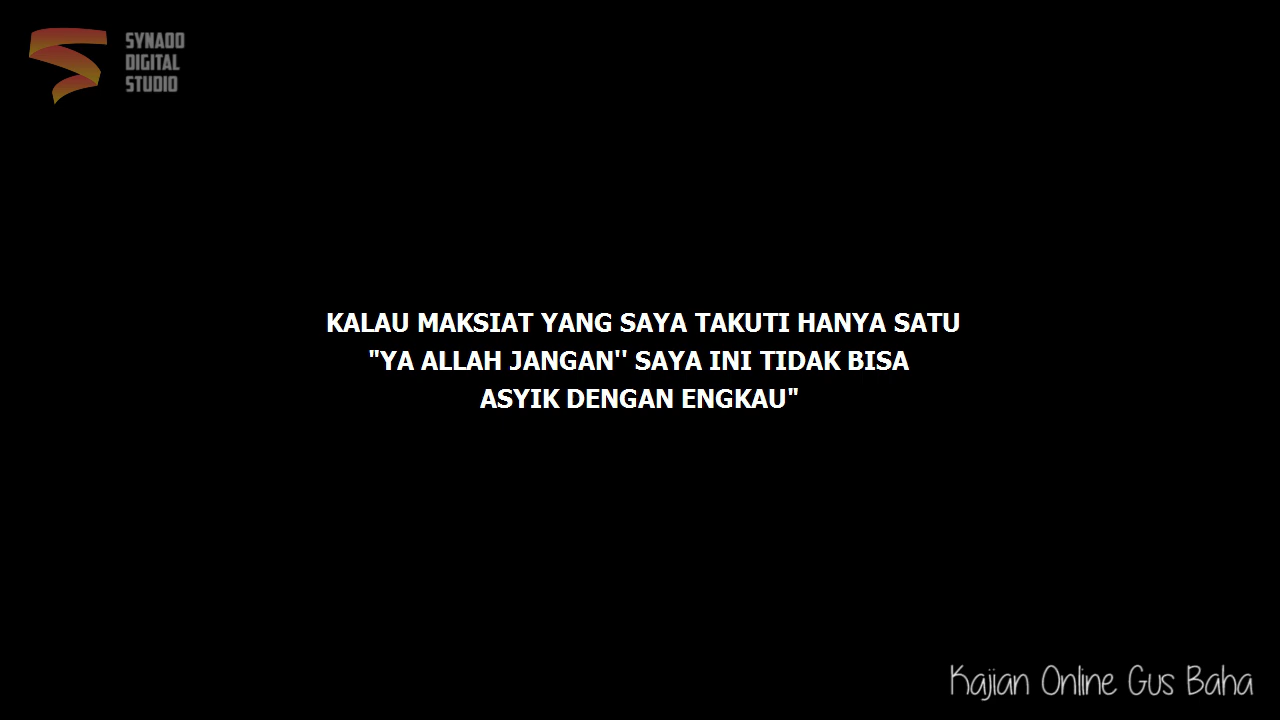 SYNADO
DIGITAL
STUDIO
KALAU MAKSIAT YANG SAYA TAKUTI HANYA SATU
"YA ALLAH JANGAN'' SAYA INI TIDAK BISA
ASYIK DENGAN ENGKAU"
Kajian Online Gus Baha